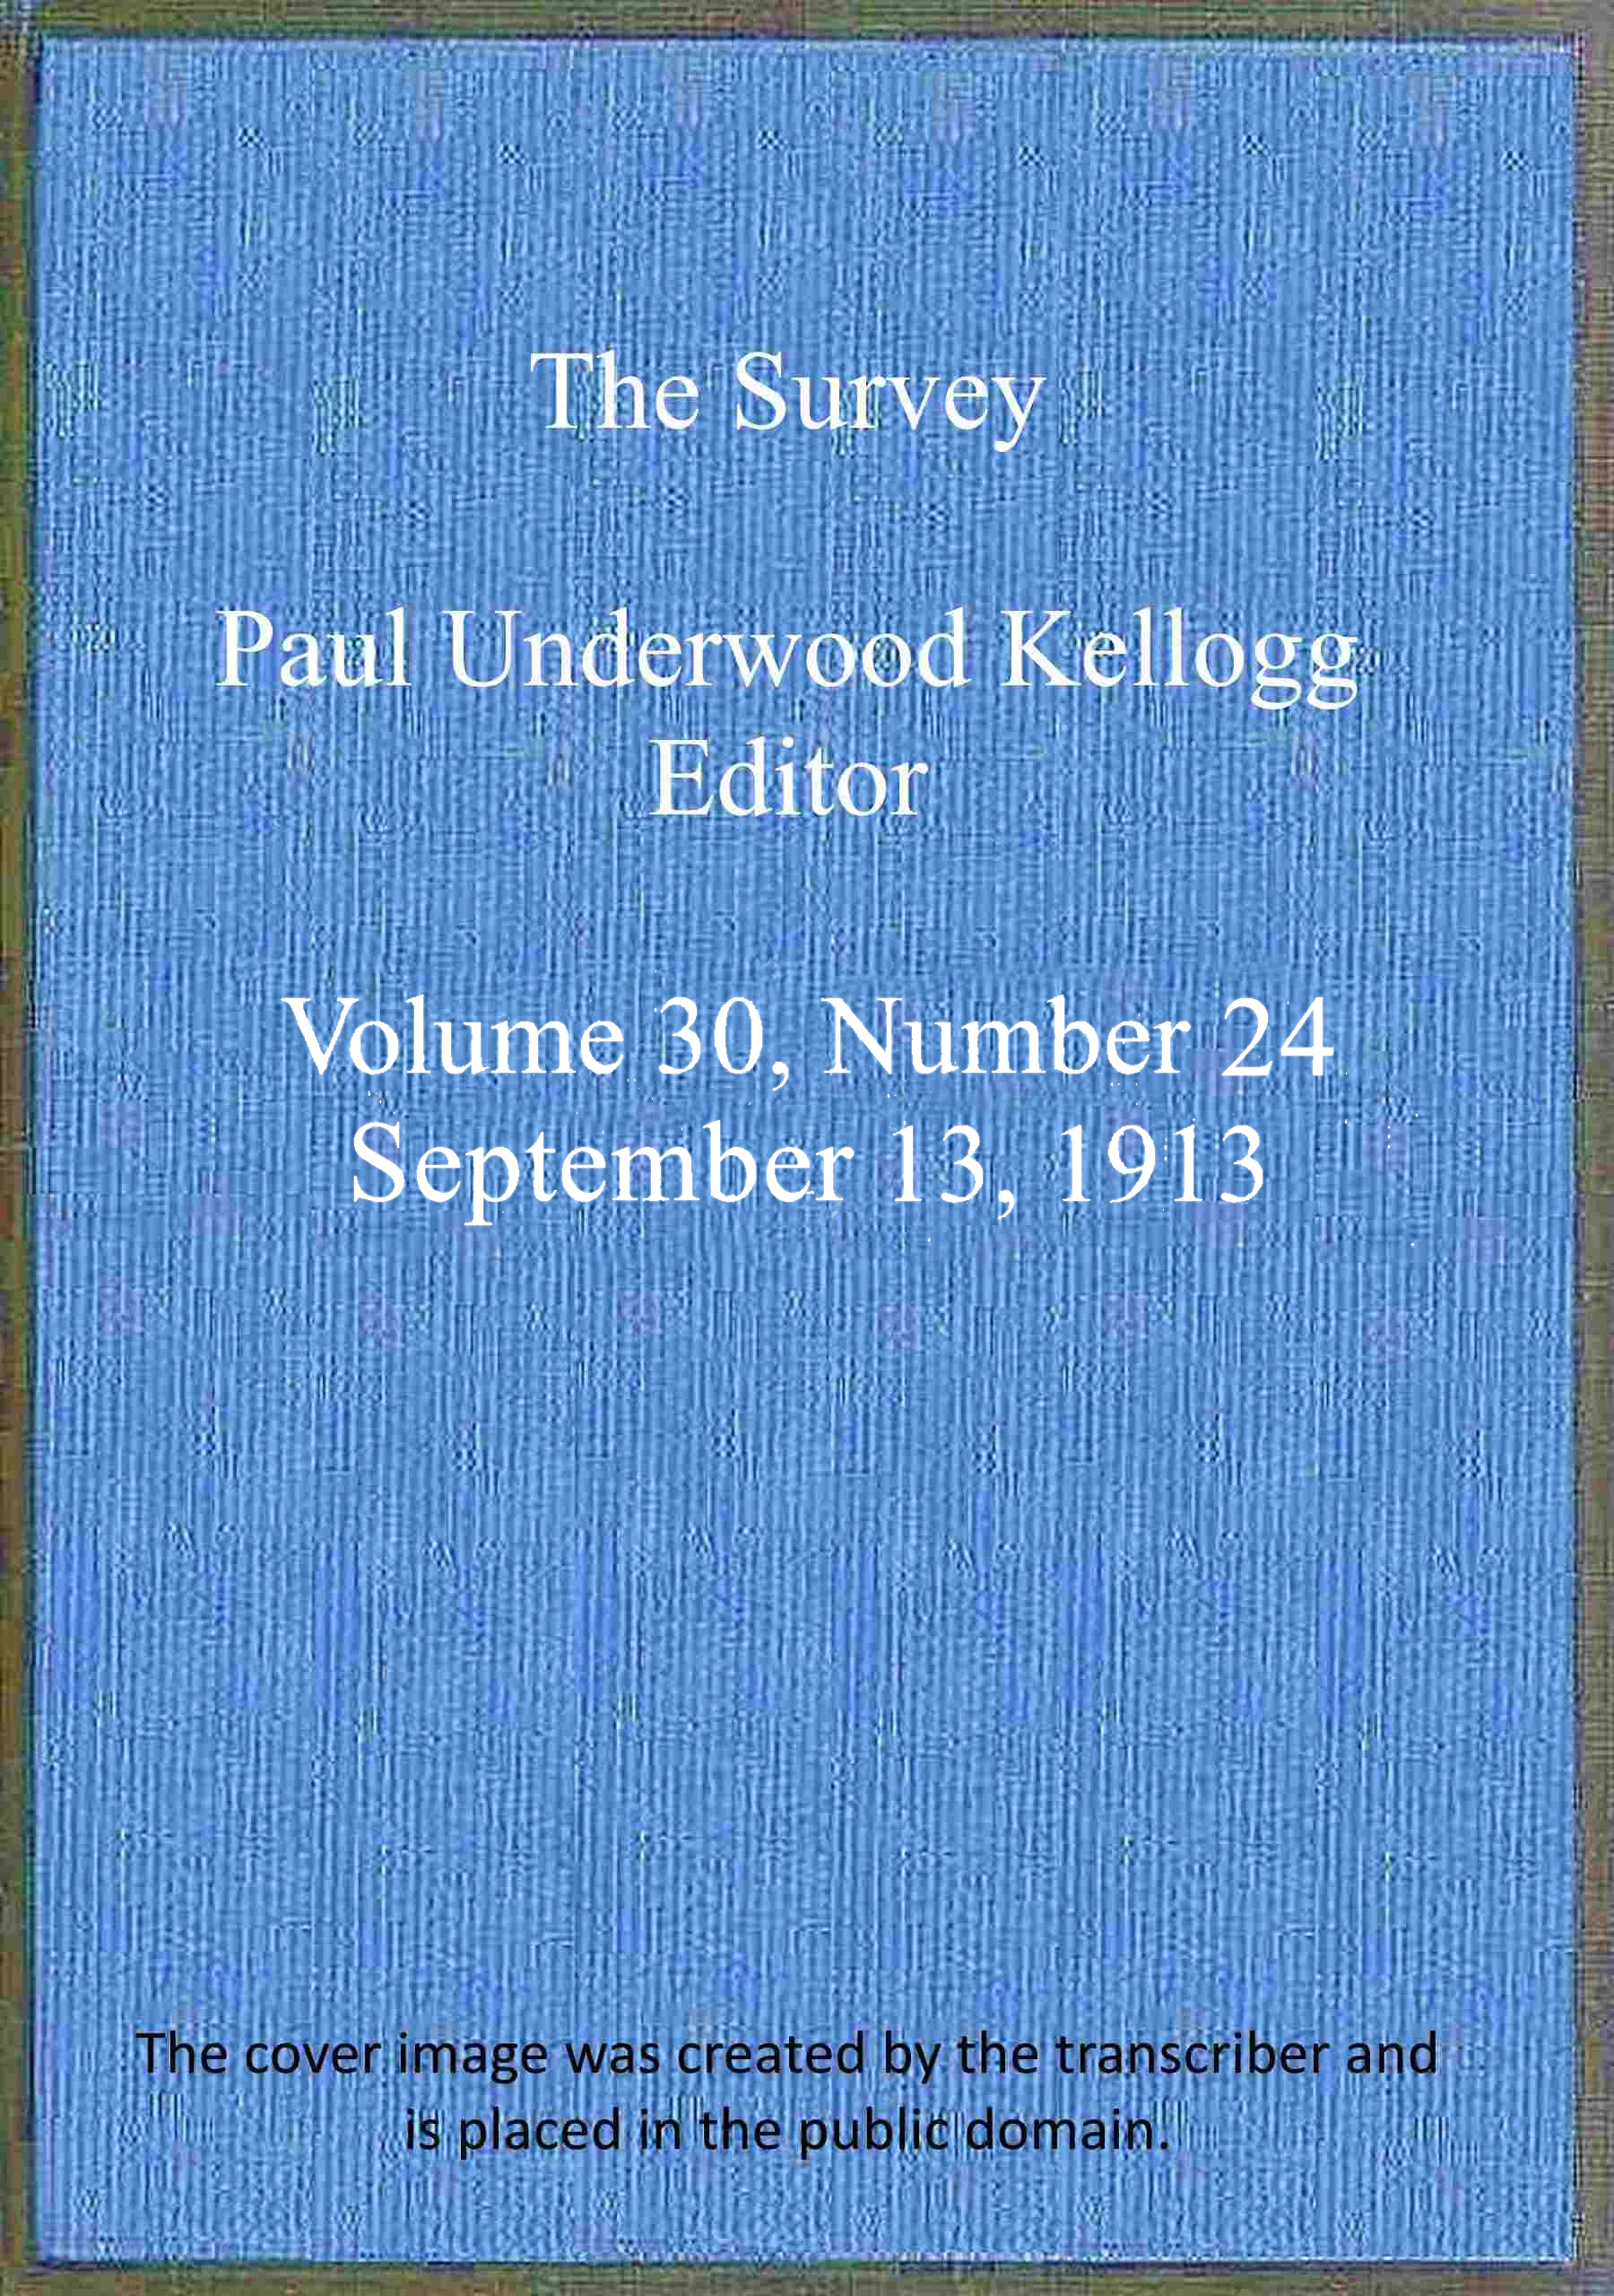 The Survey
Paul Underwood Kellogg
Editor
Volume 30, Number 24
September 13, 1913
The cover image was created by the transcriber and
is placed in the public domain.